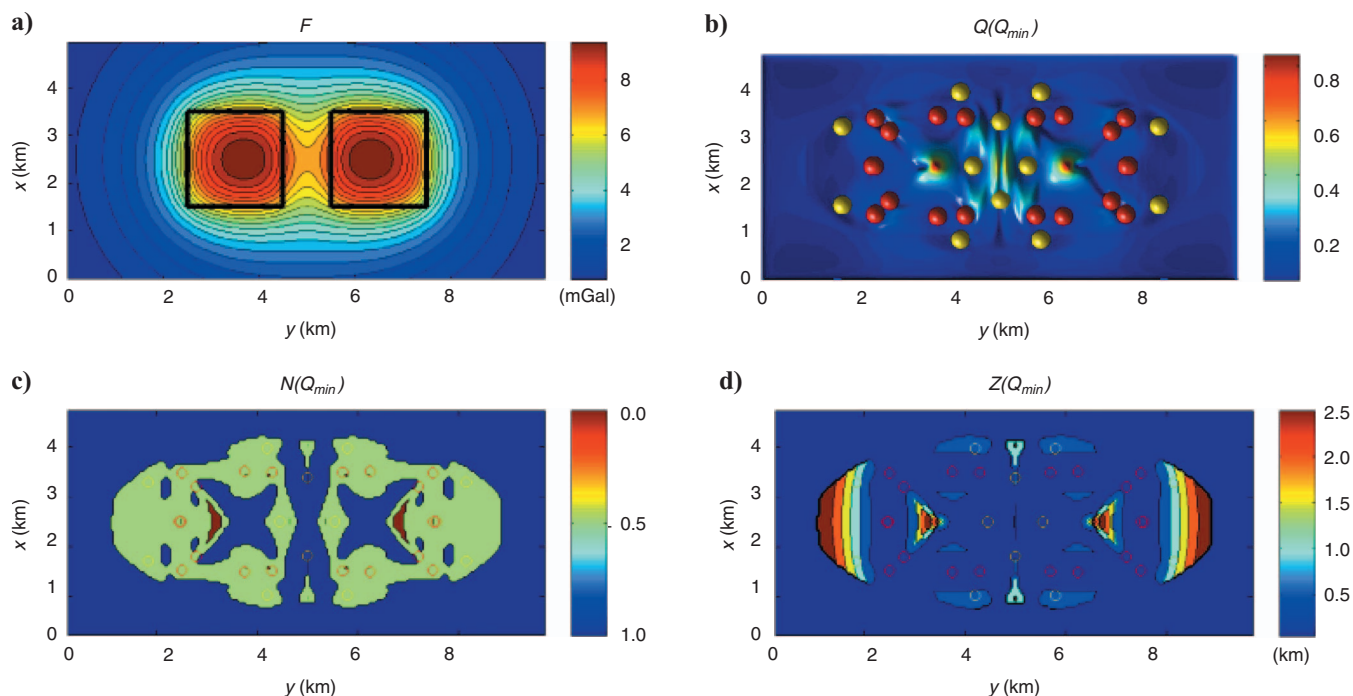 a)
F
x (km)
4
3
2
1
0
0 2 4 6 8
y (km)
8
6
4
2
(mGal)
b)
Q(Qmin)
x (km)
4
3
2
1
0
0 2 4 6 8
y (km)
0.8
0.6
0.4
0.2
c)
N(Qmin)
x (km)
4
3
2
1
0
0 2 4 6 8
y (km)
0.0
0.5
1.0
d)
Z(Qmin)
x (km)
4
3
2
1
0
0 2 4 6 8
y (km)
2.5
2.0
1.5
1.0
0.5
(km)